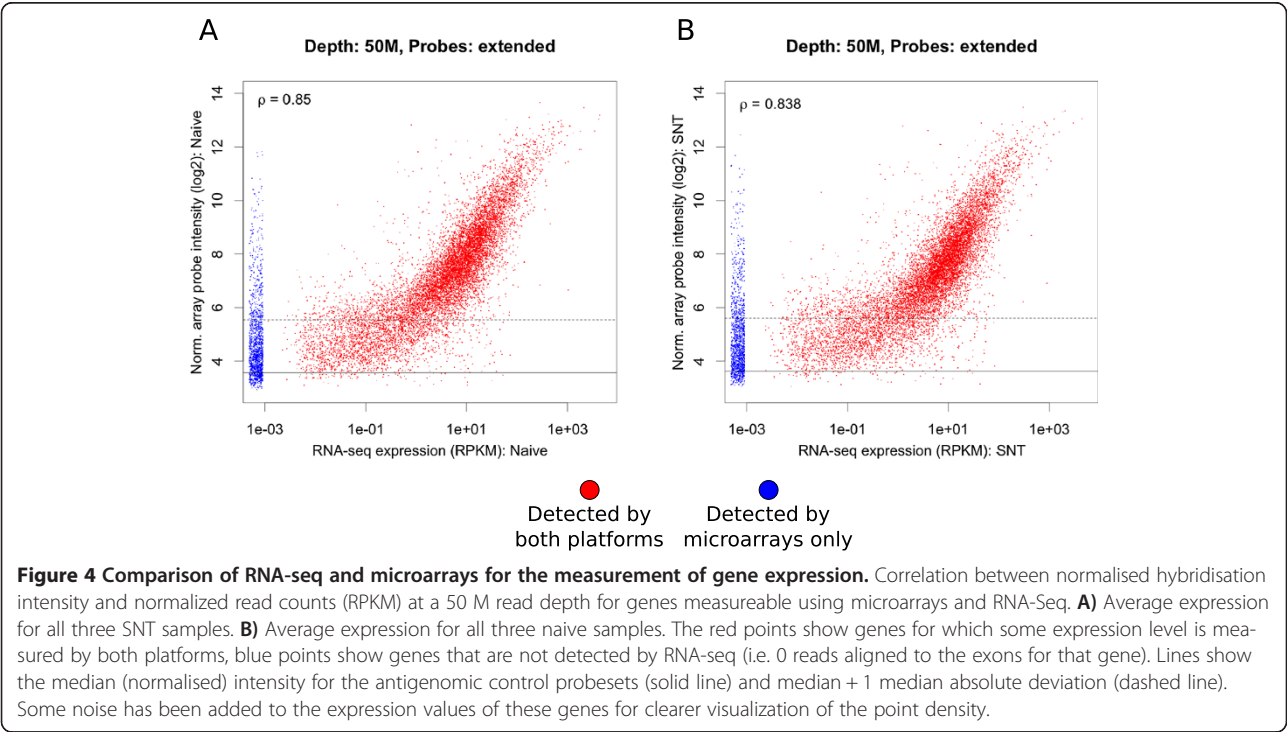 A
B
Depth: 50M, Probes: extended
Depth: 50M, Probes: extended
ρ = 0.85
ρ = 0.838
Norm. array probe intensity (log2): Naive
14
12
10
8
6
4
1e-03 1e-01 1e+01 1e+03
RNA-seq expression (RPKM): Naive
Norm. array probe intensity (log2): SNT
14
12
10
8
6
4
1e-03 1e-01 1e+01 1e+03
RNA-seq expression (RPKM): SNT
Detected by
both platforms
Detected by
microarrays only
Figure 4 Comparison of RNA-seq and microarrays for the measurement of gene expression. Correlation between normalised hybridisation
intensity and normalized read counts (RPKM) at a 50 M read depth for genes measureable using microarrays and RNA-Seq. A) Average expression
for all three SNT samples. B) Average expression for all three naive samples. The red points show genes for which some expression level is mea-
sured by both platforms, blue points show genes that are not detected by RNA-seq (i.e. 0 reads aligned to the exons for that gene). Lines show
the median (normalised) intensity for the antigenomic control probesets (solid line) and median + 1 median absolute deviation (dashed line).
Some noise has been added to the expression values of these genes for clearer visualization of the point density.